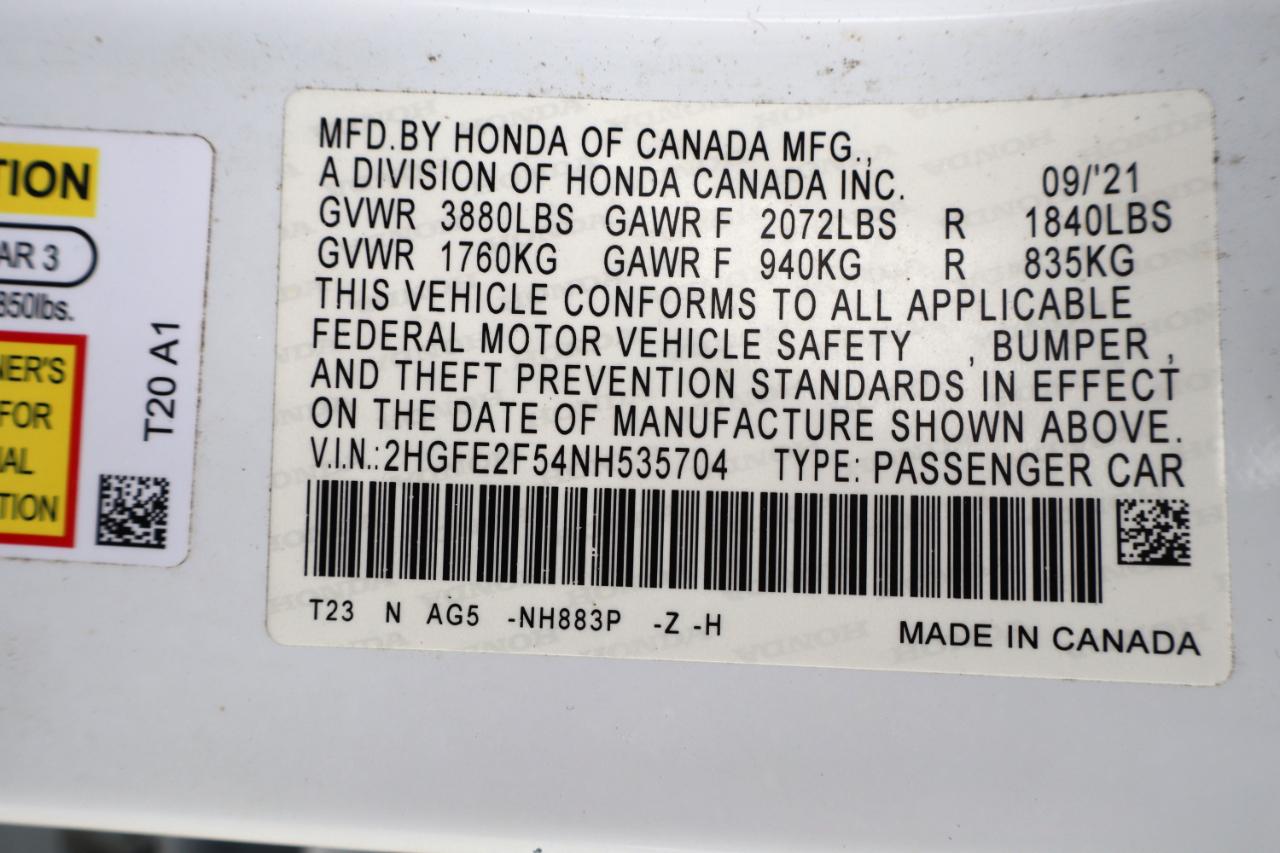 TION
AR 3
850lbs.
NER'S
FOR
TION
T20 A1
MFD.BY HONDA OF CANADA MFG.,
A DIVISION OF HONDA CANADA INC. 09/'21
GVWR 3880LBS GAWR F 2072LBS R 1840LBS
GVWR 1760KG GAWR F 940KG R 835KG
THIS VEHICLE CONFORMS TO ALL APPLICABLE
FEDERAL MOTOR VEHICLE SAFETY , BUMPER ,
AND THEFT PREVENTION STANDARDS IN EFFECT
ON THE DATE OF MANUFACTURE SHOWN ABOVE.
V.I.N.:2HGFE2F54NH535704 TYPE: PASSENGER CAR
T23 N AG5 -NH883P -Z -H
MADE IN CANADA